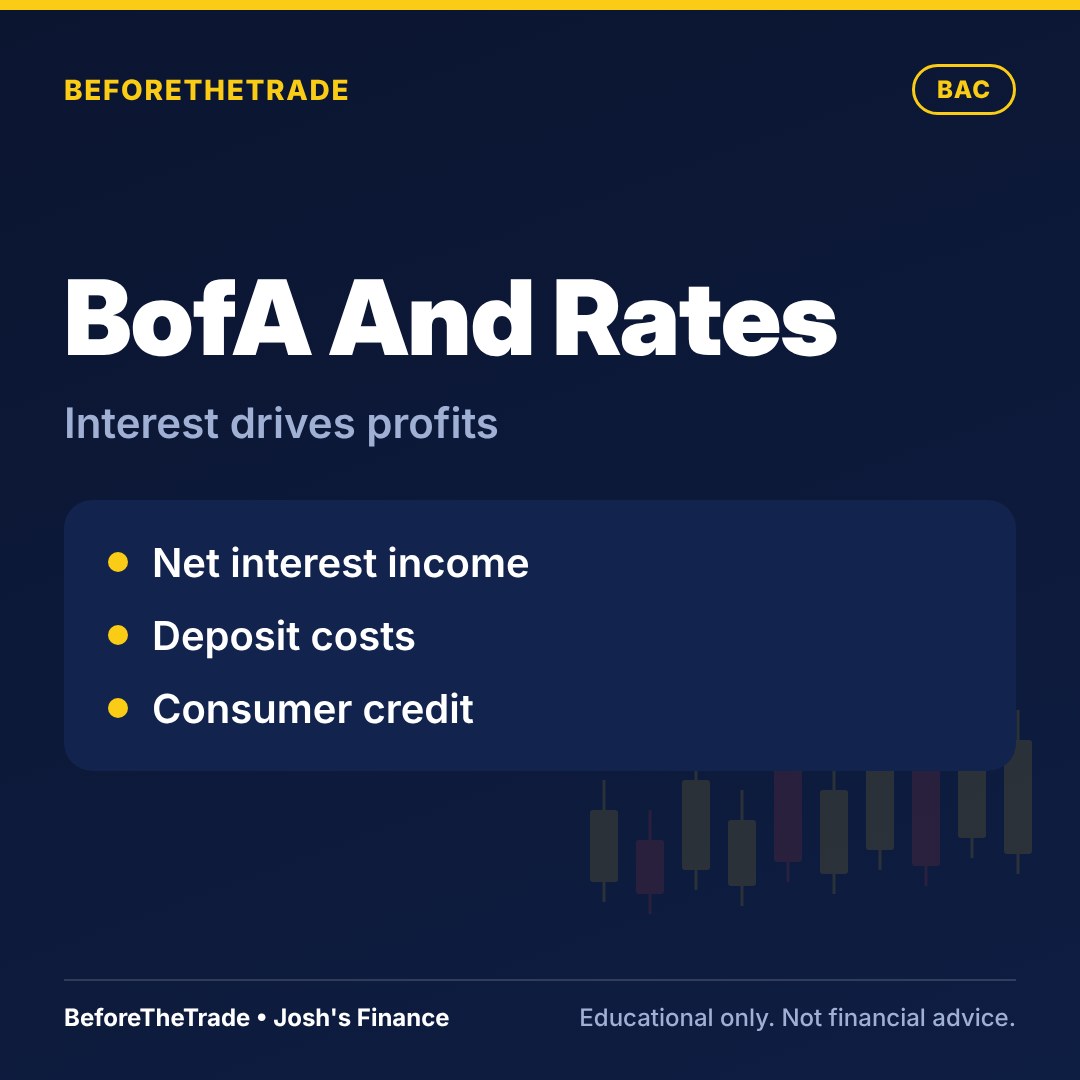 BEFORETHETRADE
BAC
BofA And Rates
Interest drives profits
Net interest income
Deposit costs
Consumer credit
BeforeTheTrade • Josh's Finance
Educational only. Not financial advice.